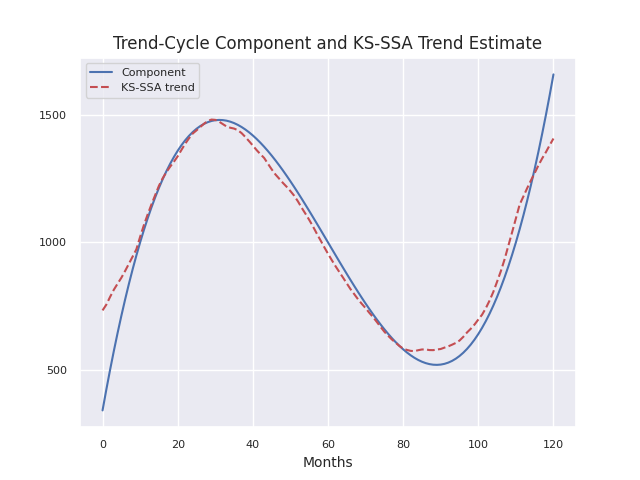 Trend-Cycle Component and KS-SSA Trend Estimate
Component
KS-SSA trend
1500
1000
500
0 20 40 60 80 100 120
Months